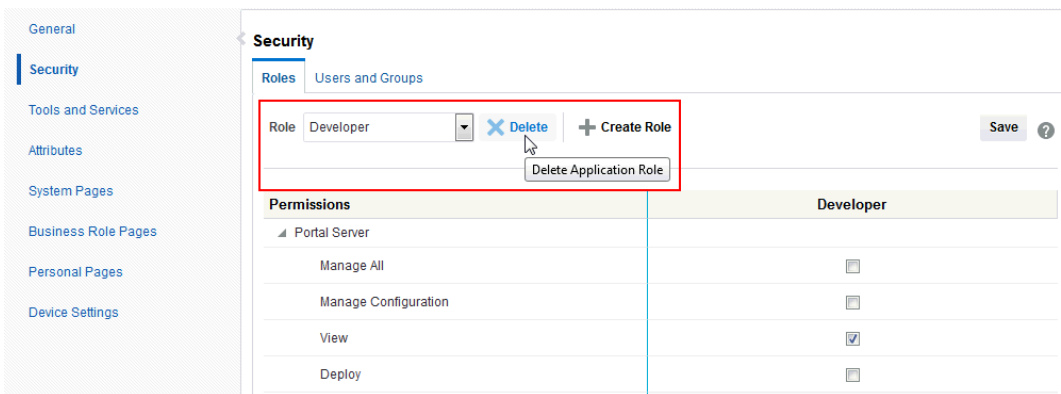 General
Security
Tools and Services
Attributes
System Pages
Business Role Pages
Personal Pages
Device Settings
Security
Roles Users and Groups
Role Developer Delete Create Role Save ?
Delete Application Role
Permissions Developer
Portal Server
Manage All
Manage Configuration
View
Deploy